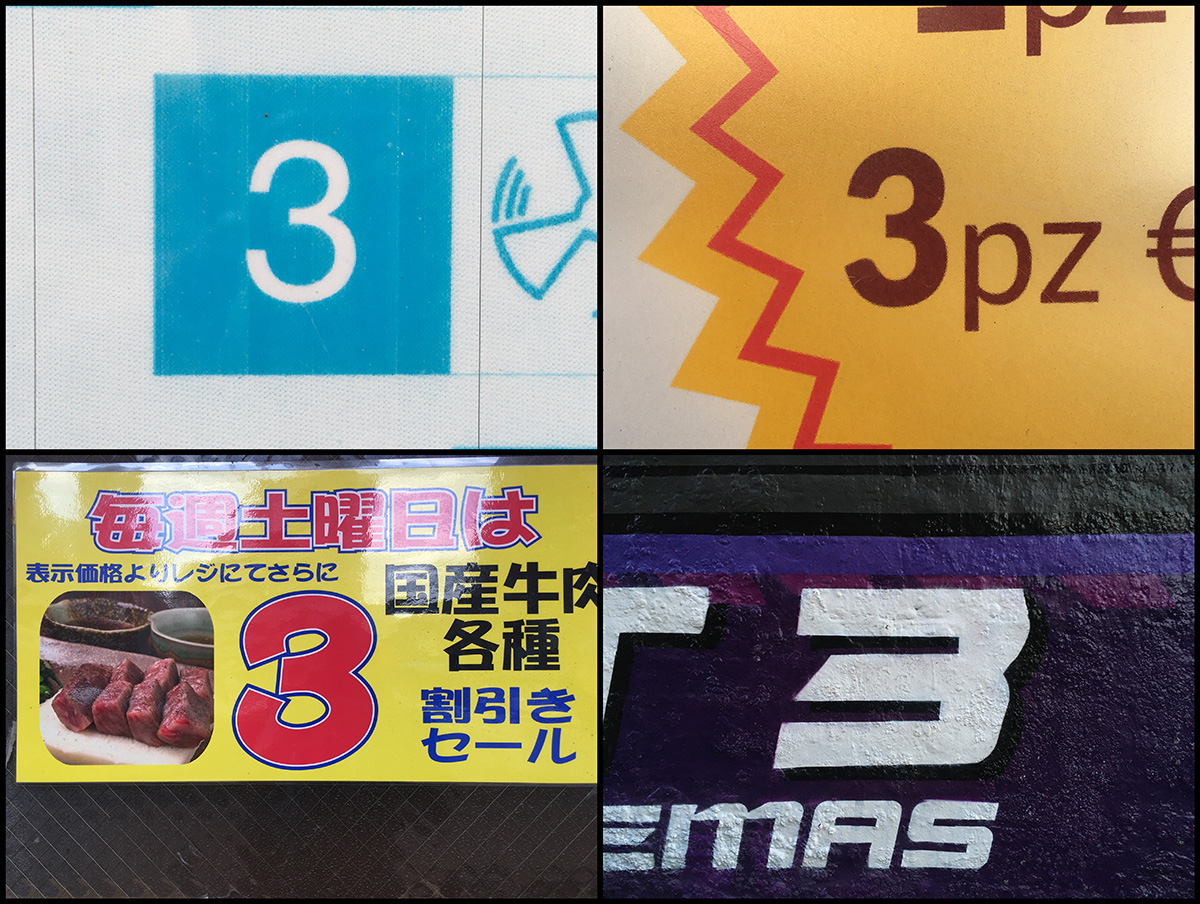 3
pz
3pz €
毎週土曜日は
表示価格よりレジにてさらに
3
国産牛肉
各種
割引き
セール
T 3
EMAS